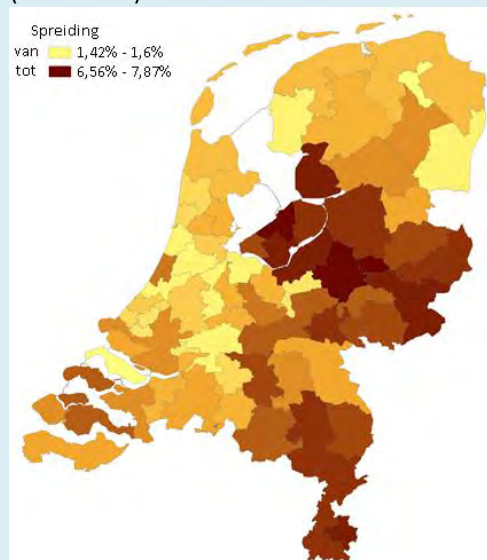 Spreiding
van 1,42% - 1,6%
tot 6,56% - 7,87%